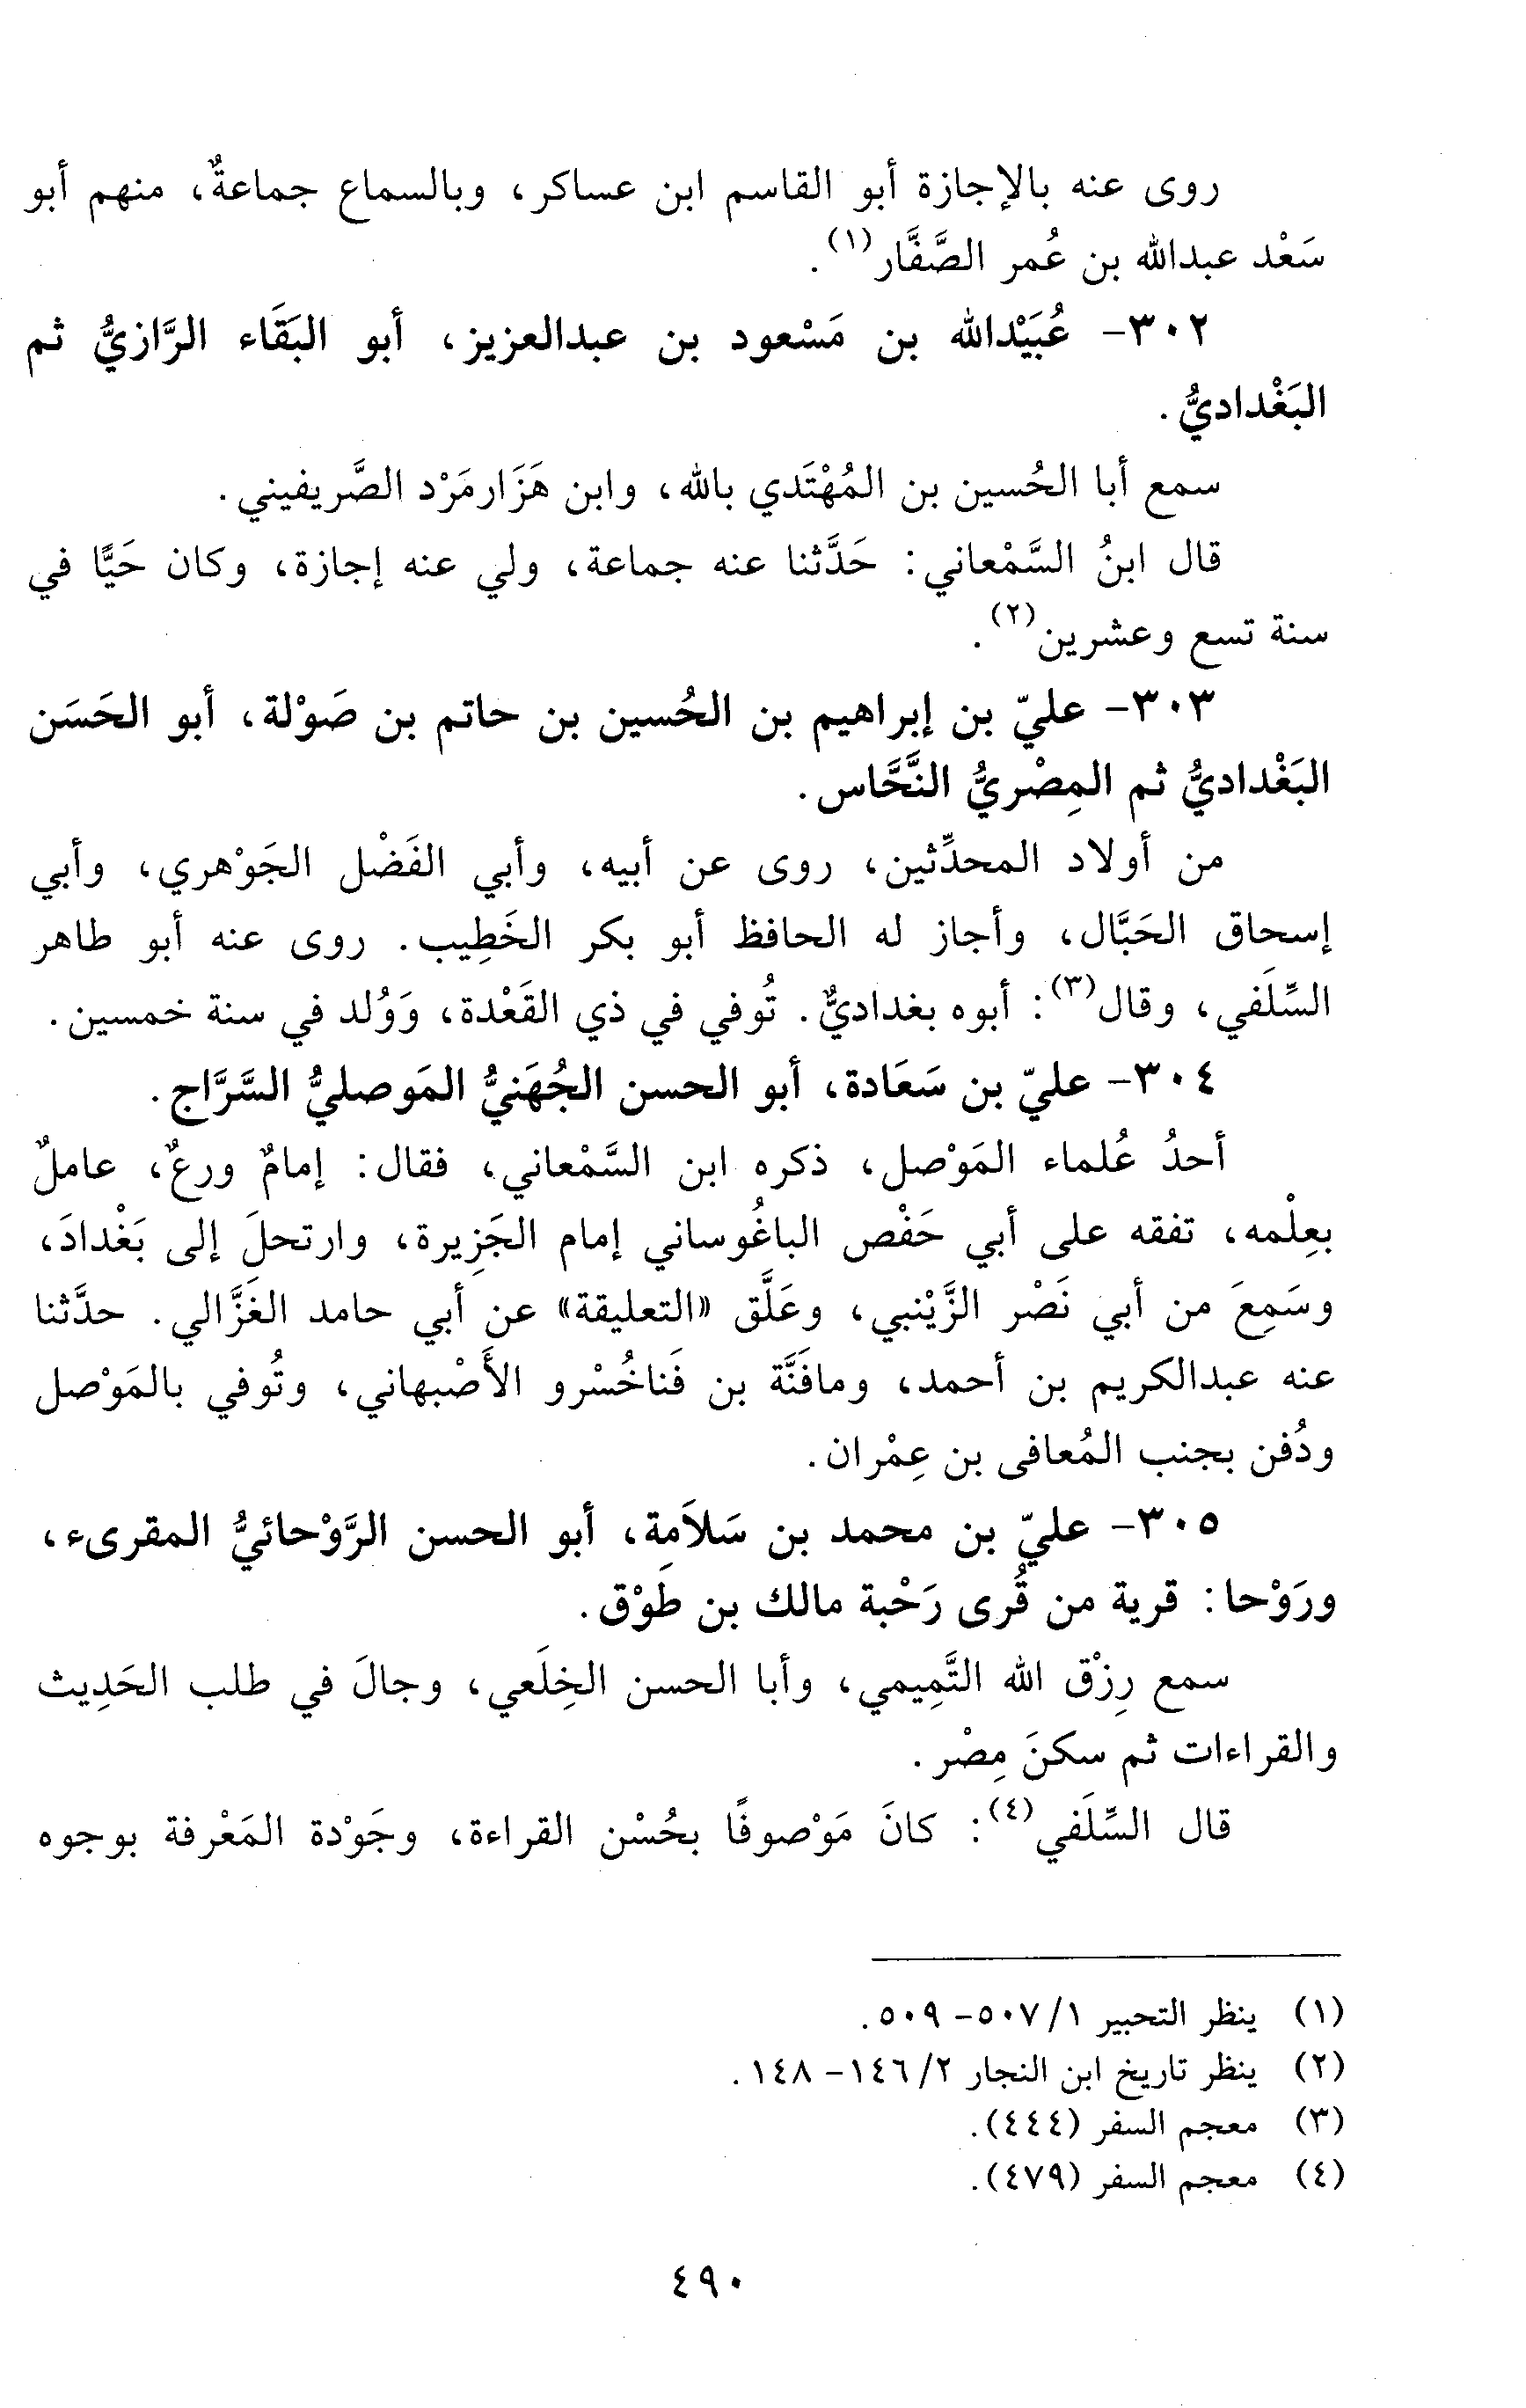 روى عنه بالإجازة أبو القاسم ابن عساكر، وبالسماع جماعةٌ، منهم أبو
سَعْد عبدالله بن عُمر الصَّفَّار(١).
٣٠٢- عُبَيْدالله بن مَسْعود بن عبدالعزيز، أبو البَقَاء الرَّازيُّ ثم
البَغْداديُّ.
سمع أبا الحُسين بن المُهْتَدي بالله، وابن هَزَارمَرْد الصَّريفيني.
قال ابنُ السَّمْعاني: حَدَّثنا عنه جماعة، ولي عنه إجازة، وكان حَيًّا في
سنة تسع وعشرين(٢).
٣٠٣- عليّ بن إبراهيم بن الحُسين بن حاتم بن صَوْلة، أبو الحَسَن
البَغْداديُّ ثم المِصْريُّ النَّحَّاس.
من أولاد المحدِّثين، روى عن أبيه، وأبي الفَضْل الجَوْهري، وأبي
إسحاق الحَبَّال، وأجاز له الحافظ أبو بكر الخَطِيب. روى عنه أبو طاهر
السِّلَفي، وقال(٣): أبوه بغداديٌّ. تُوفي في ذي القَعْدة، وَوُلد في سنة خمسين.
٣٠٤- عليّ بن سَعَادة، أبو الحسن الجُهَنيُّ المَوصليُّ السَّرَّاج.
أحدُ عُلماء المَوْصل، ذكره ابن السَّمْعاني، فقال: إمامٌ ورعٌ، عاملٌ
بعِلْمه، تفقه على أبي حَفْص الباغُوساني إمام الجَزِيرة، وارتحلَ إلى بَغْدادَ،
وسَمِعَ من أبي نَصْر الزَّيْنبي، وعَلَّق «التعليقة» عن أبي حامد الغَزَّالي. حدَّثنا
عنه عبدالكريم بن أحمد، ومافَنَّة بن فَناخُسْرو الأَصْبهاني، وتُوفي بالمَوْصل
ودُفن بجنب المُعافى بن عِمْران.
٣٠٥- عليّ بن محمد بن سَلاَمة، أبو الحسن الرَّوْحائيُّ المقرىء،
ورَوْحا: قرية من قُرى رَحْبة مالك بن طَوْق.
سمع رِزْق الله التَّمِيمي، وأبا الحسن الخِلَعي، وجالَ في طلب الحَدِيث
والقراءات ثم سكنَ مِصْر.
قال السِّلَفي(٤): كانَ مَوْصوفًا بحُسْن القراءة، وجَوْدة المَعْرفة بوجوه
(١) ينظر التحبير ١/ ٥٠٧- ٥٠٩.
(٢) ينظر تاريخ ابن النجار ٢/ ١٤٦- ١٤٨.
(٣) معجم السفر (٤٤٤).
(٤) معجم السفر (٤٧٩).
٤٩٠